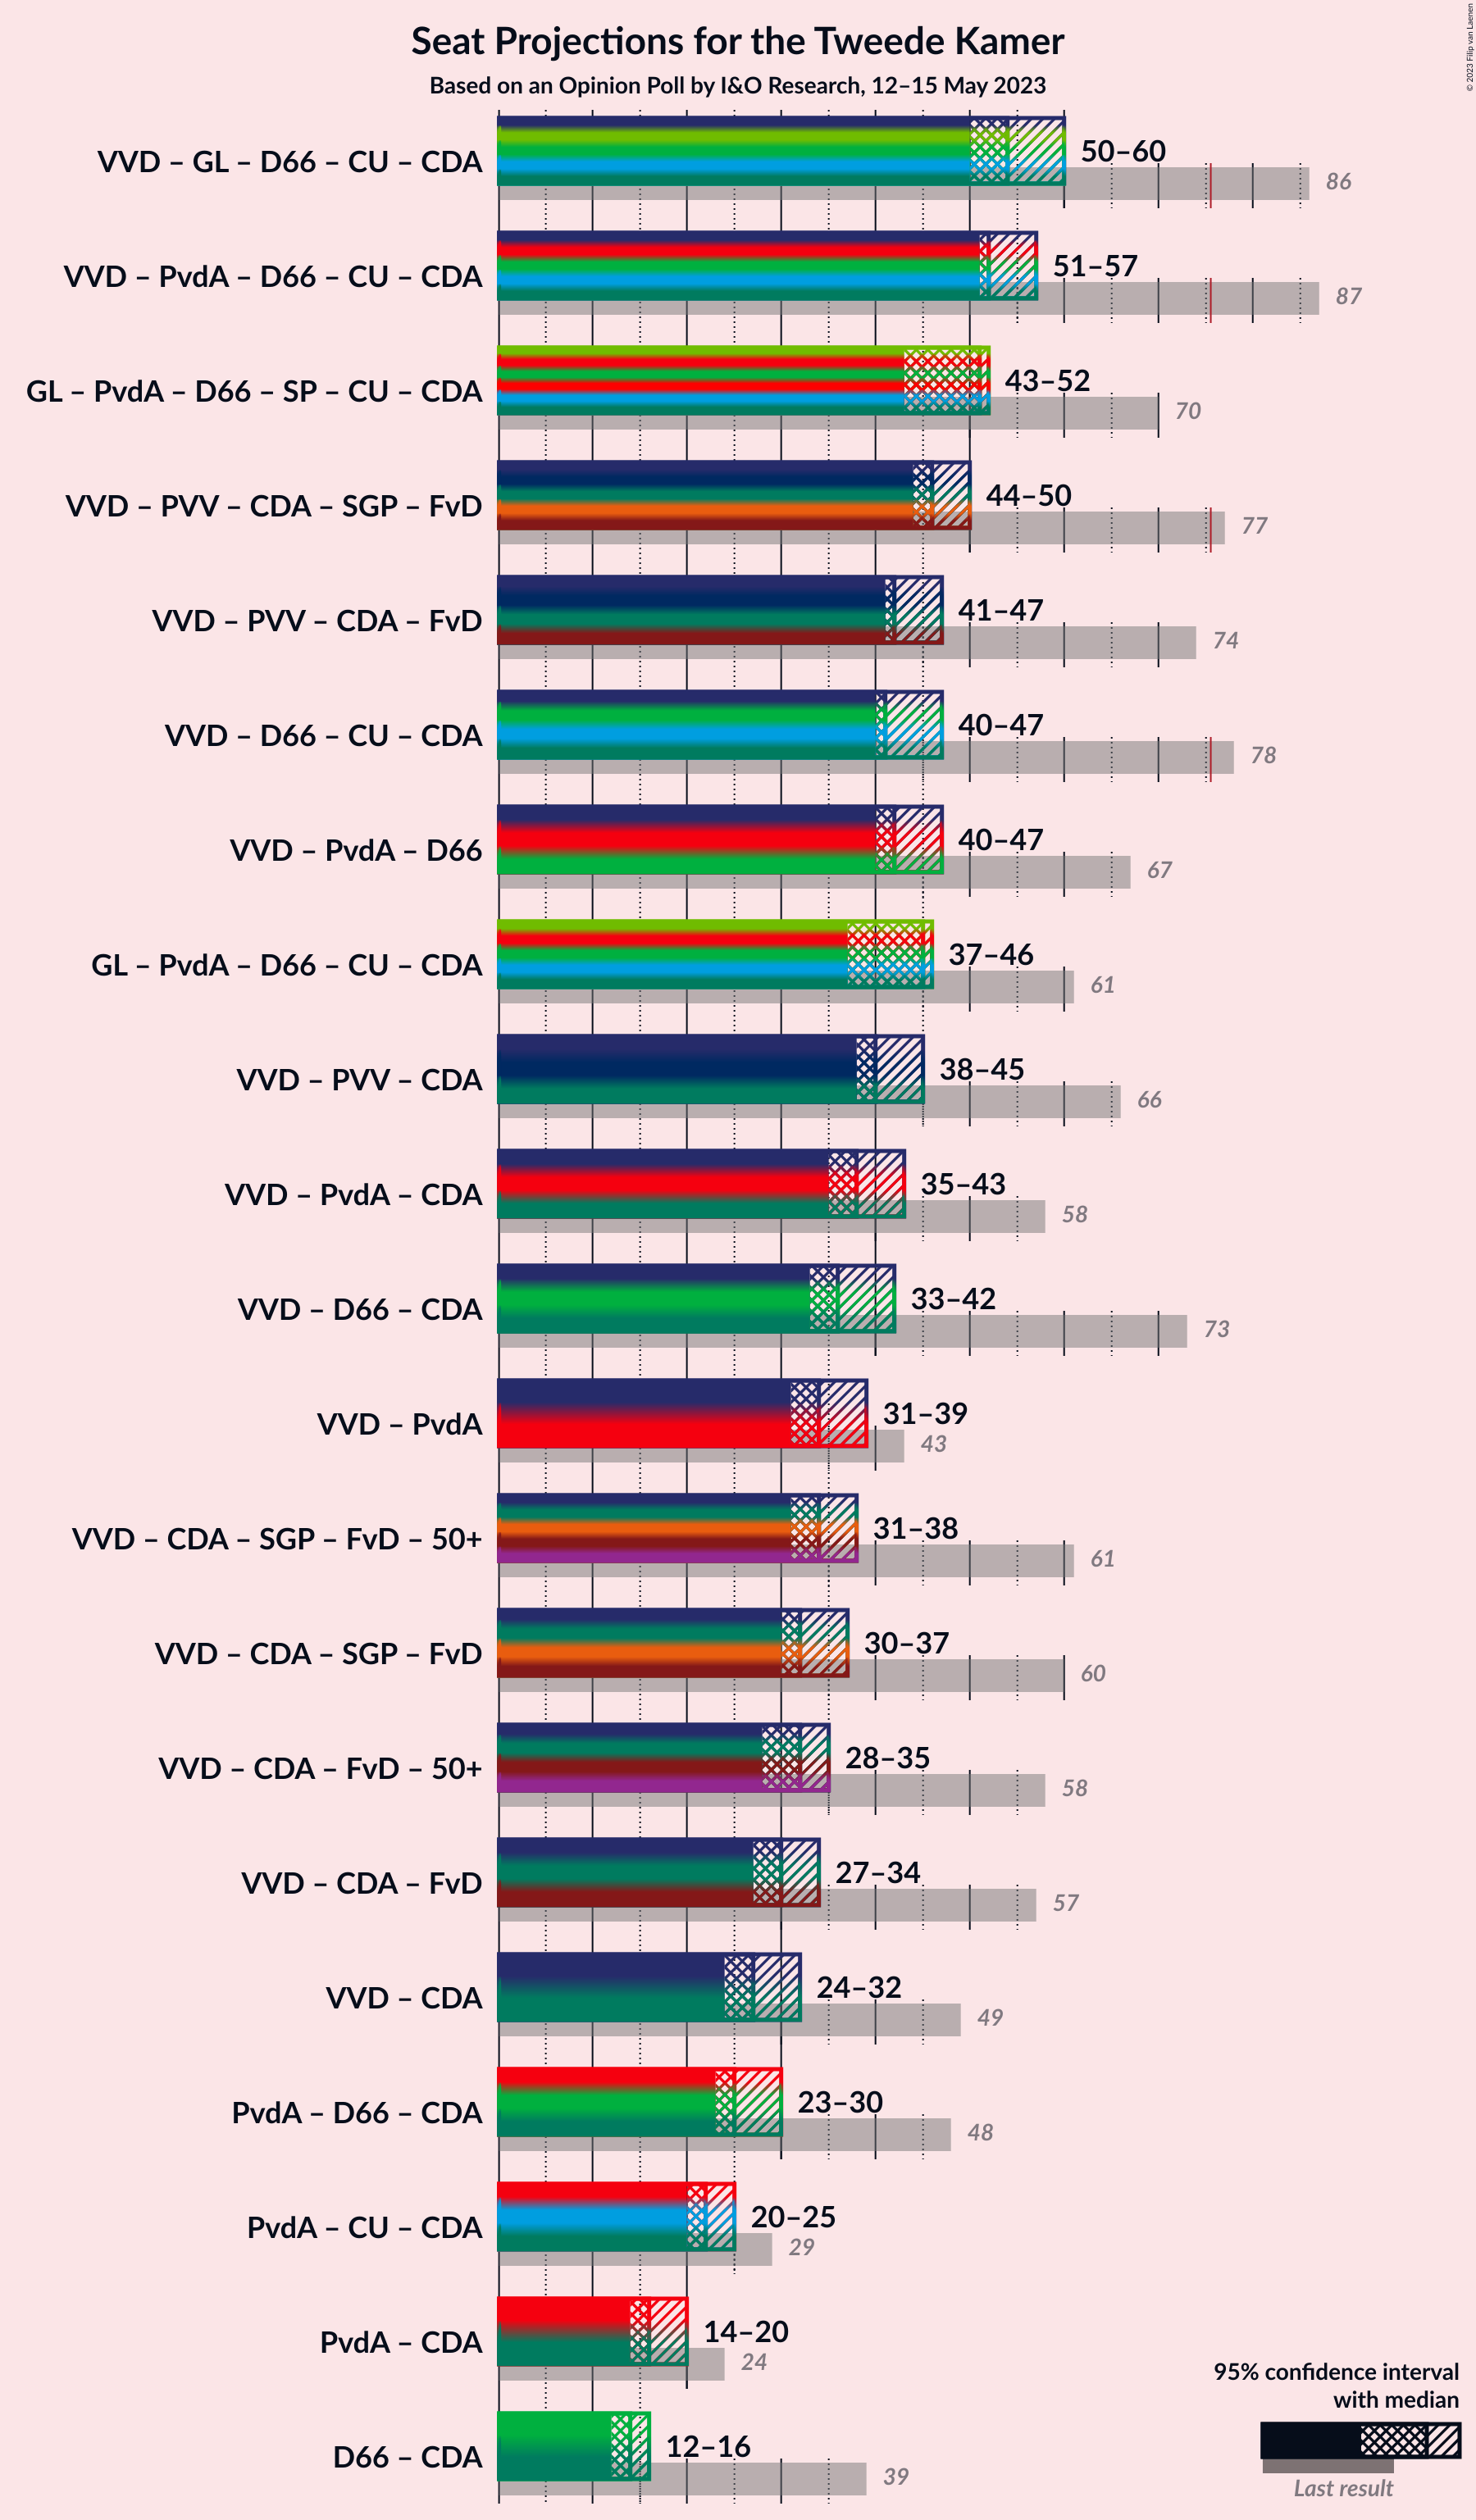 Seat Projections for the Tweede Kamer
Based on an Opinion Poll by I&O Research, 12–15 May 2023
© 2023 Filip van Laenen
VVD – GL – D66 – CU – CDA
50–60
86
VVD – PvdA – D66 – CU – CDA
51–57
87
GL – PvdA – D66 – SP – CU – CDA
43–52
70
VVD – PVV – CDA – SGP – FvD
44–50
77
VVD – PVV – CDA – FvD
41–47
74
VVD – D66 – CU – CDA
40–47
78
VVD – PvdA – D66
40–47
67
GL – PvdA – D66 – CU – CDA
37–46
61
VVD – PVV – CDA
38–45
66
VVD – PvdA – CDA
35–43
58
VVD – D66 – CDA
33–42
73
VVD – PvdA
31–39
43
VVD – CDA – SGP – FvD – 50+
31–38
61
VVD – CDA – SGP – FvD
30–37
60
VVD – CDA – FvD – 50+
28–35
58
VVD – CDA – FvD
27–34
57
VVD – CDA
24–32
49
PvdA – D66 – CDA
23–30
48
PvdA – CU – CDA
20–25
29
PvdA – CDA
14–20
24
D66 – CDA
12–16
39
95% confidence interval
with median
Last result